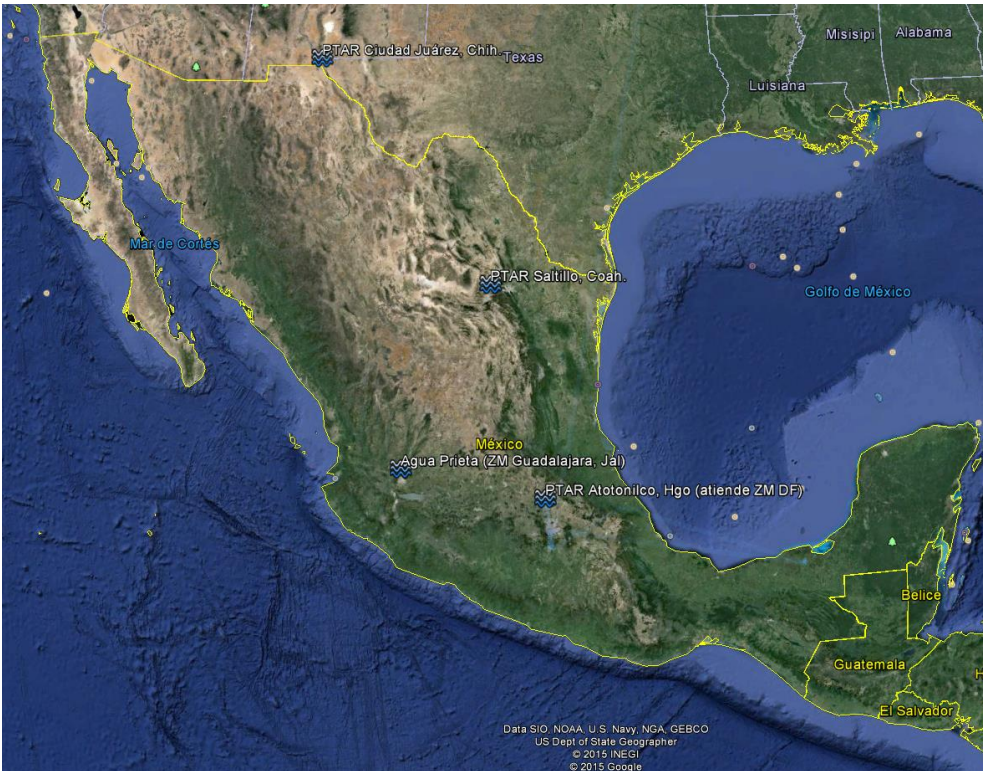 Misisipi
Alabama
PTAR Ciudad Juárez, Chih.
Texas
Luisiana
Mar de Cortés
PTAR Saltillo, Coah.
Golfo de México
México
Agua Prieta (ZM Guadalajara, Jal)
PTAR Atotonilco, Hgo (atiende ZM DF)
Belice
Guatemala
H
El Salvador
Data SIO, NOAA, U.S. Navy, NGA, GEBCO
US Dept of State Geographer
© 2015 INEGI
© 2015 Google